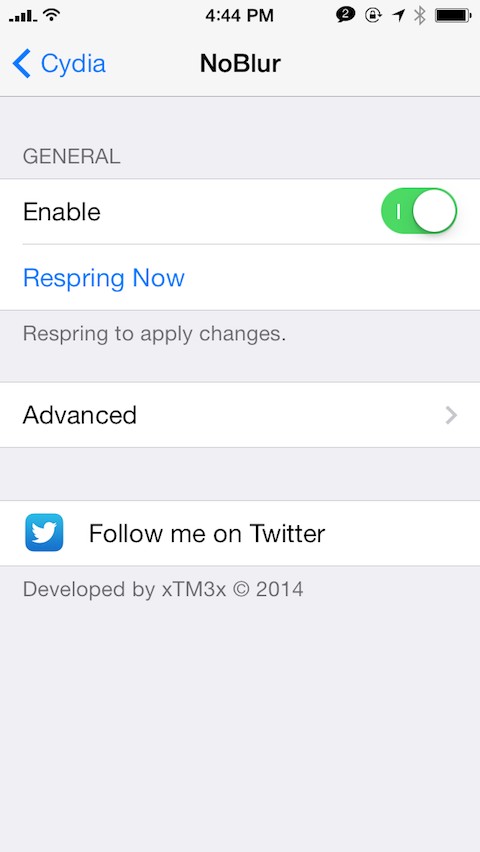 4:44 PM
2
Cydia
NoBlur
GENERAL
Enable
Respring Now
Respring to apply changes.
Advanced
Follow me on Twitter
Developed by xTM3x © 2014